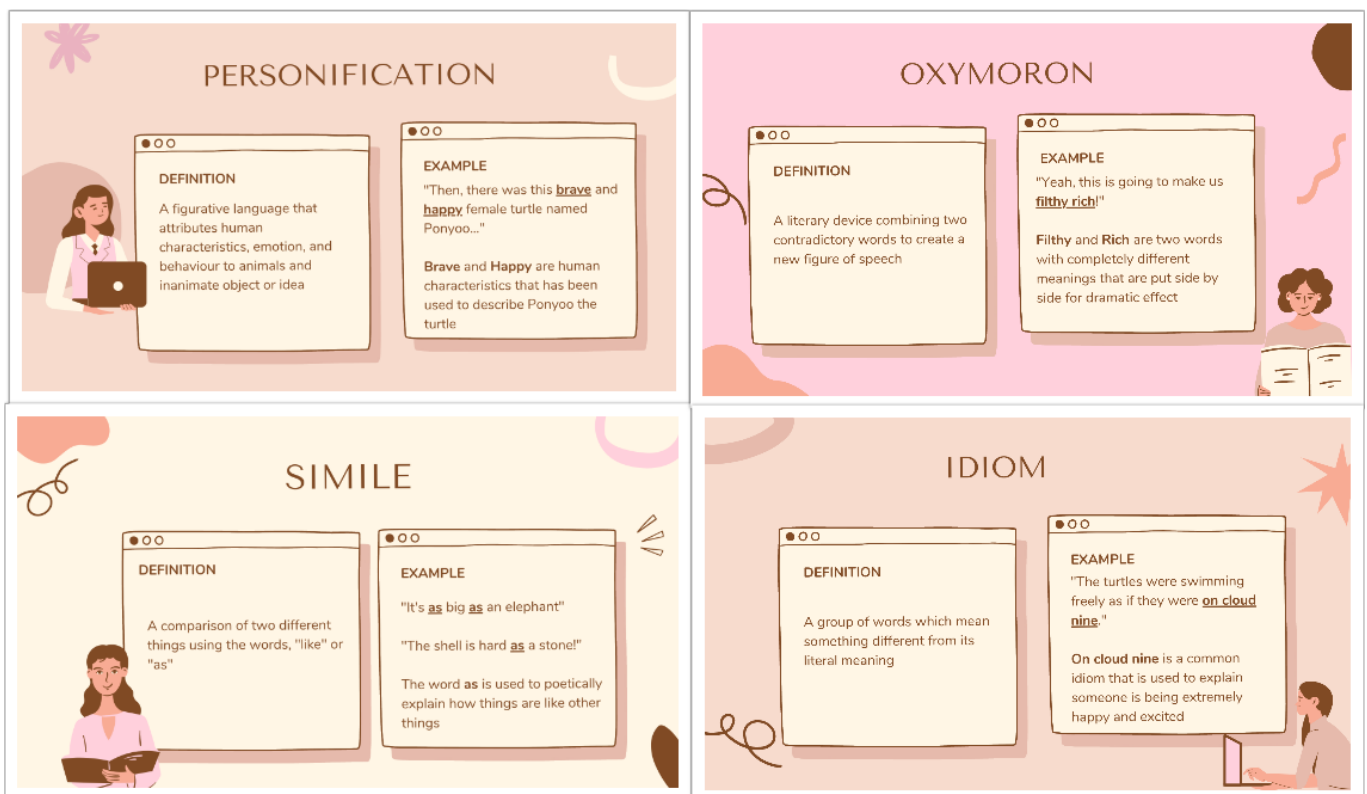 PERSONIFICATION
DEFINITION
A figurative language that
attributes human
characteristics, emotion, and
behaviour to animals and
inanimate object or idea
EXAMPLE
"Then, there was this brave and
happy female turtle named
Ponyoo..."
Brave and Happy are human
characteristics that has been
used to describe Ponyoo the
turtle
OXYMORON
DEFINITION
A literary device combining two
contradictory words to create a
new figure of speech
EXAMPLE
"Yeah, this is going to make us
filthy rich!"
Filthy and Rich are two words
with completely different
meanings that are put side by
side for dramatic effect
SIMILE
DEFINITION
A comparison of two different
things using the words, "like" or
"as"
EXAMPLE
"It's as big as an elephant"
"The shell is hard as a stone!"
The word as is used to poetically
explain how things are like other
things
IDIOM
DEFINITION
A group of words which mean
something different from its
literal meaning
EXAMPLE
"The turtles were swimming
freely as if they were on cloud
nine."
On cloud nine is a common
idiom that is used to explain
someone is being extremely
happy and excited